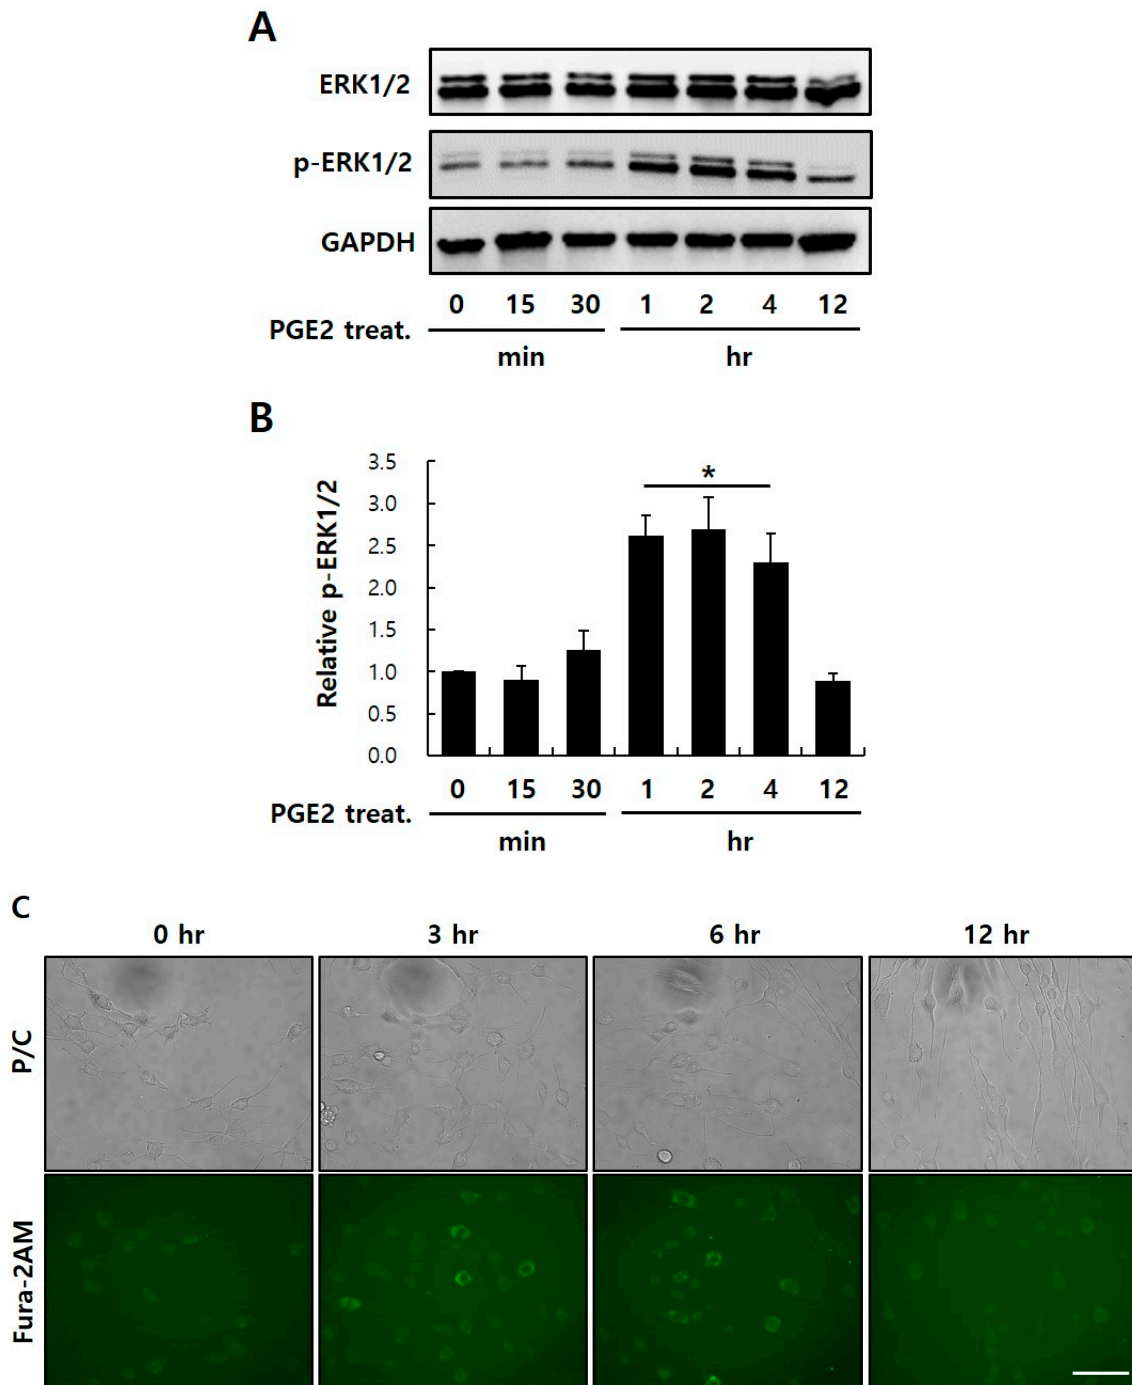 A
ERK1/2
p-ERK1/2
GAPDH
0 15 30 1 2 4 12
PGE2 treat.
min hr
B
3.5
3.0
2.5
2.0
1.5
1.0
0.5
0.0
Relative p-ERK1/2
*
0 15 30 1 2 4 12
PGE2 treat.
min hr
C
0 hr 3 hr 6 hr 12 hr
P/C
Fura-2AM